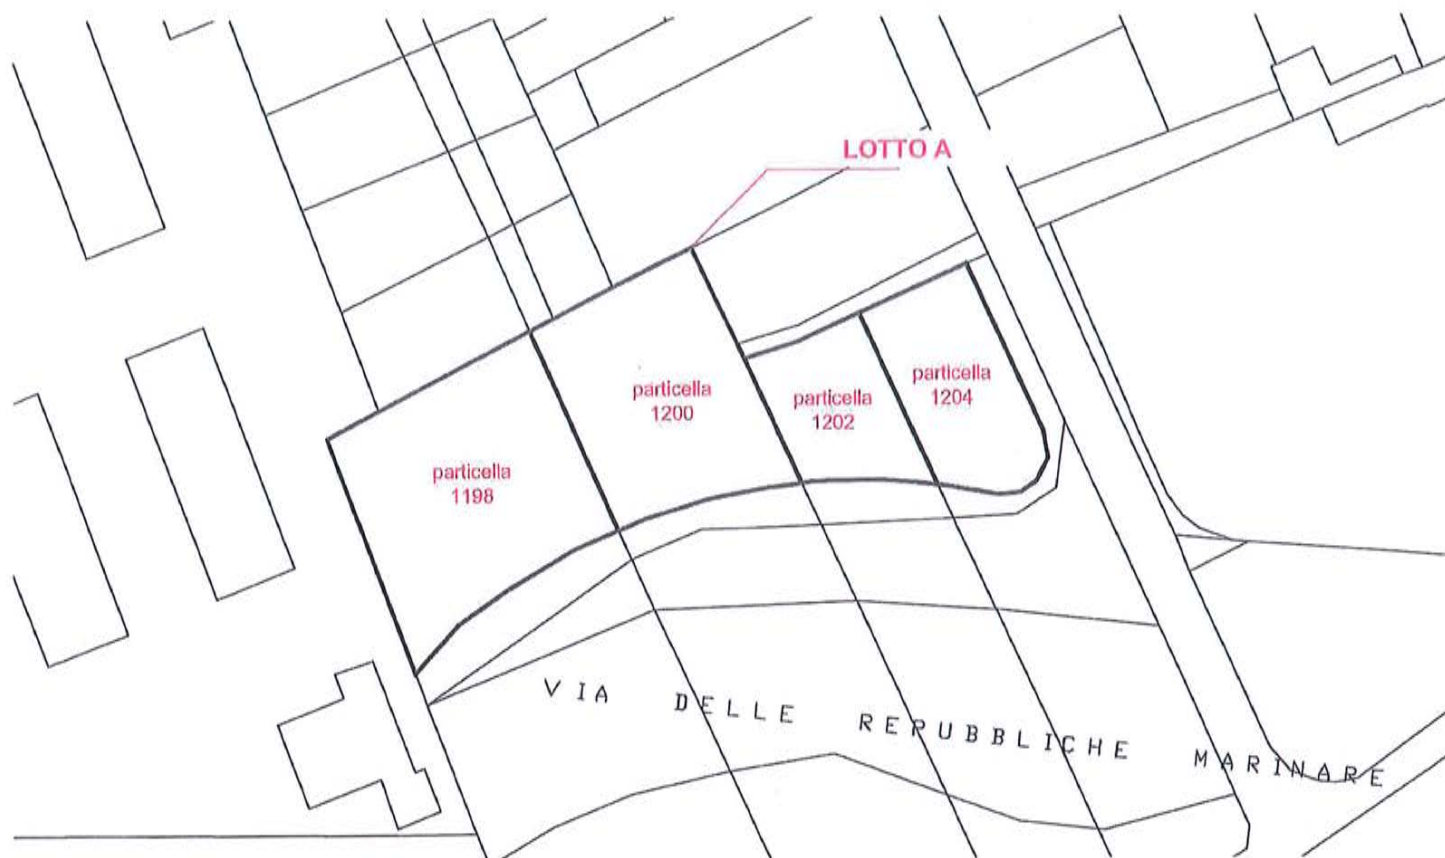 LOTTO A
particella
1204
particella
1200
particella
1202
particella
1198
VIA DELLE REPUBBLICHE MARINARE